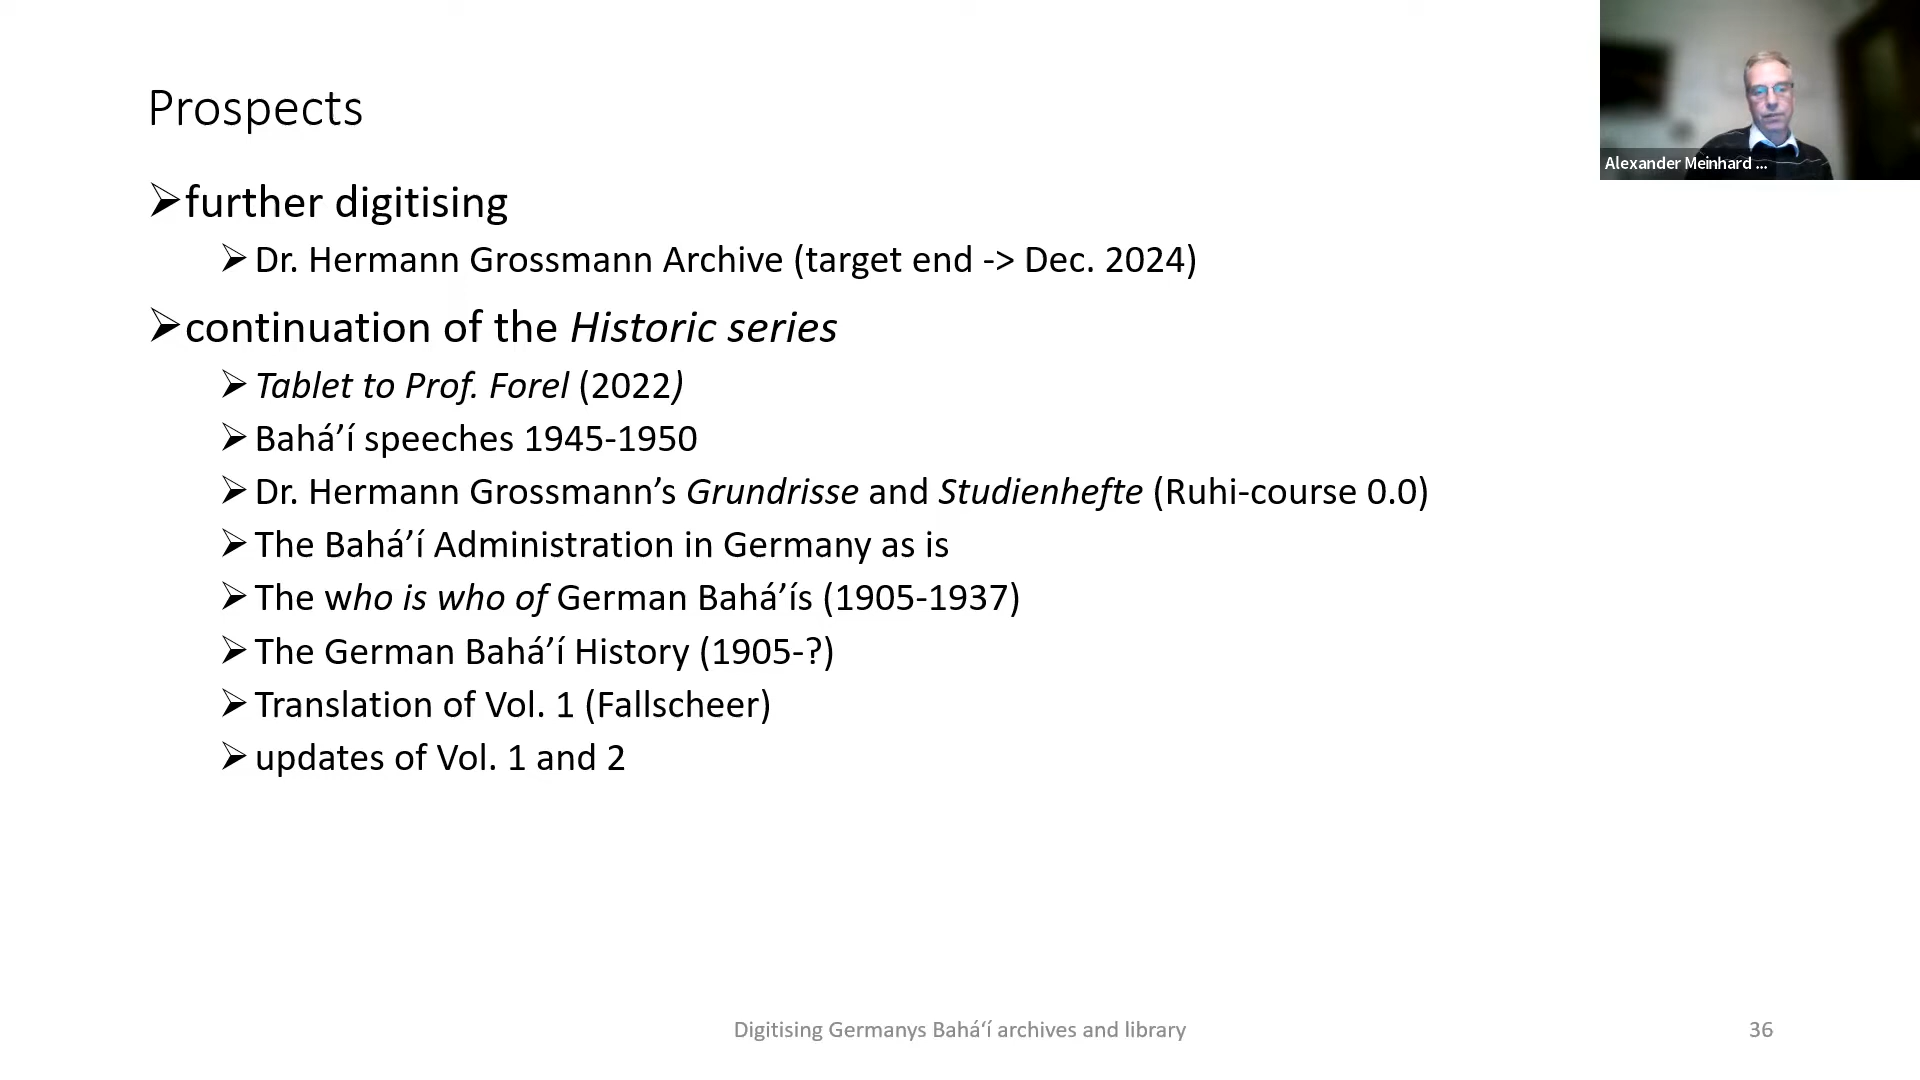 Prospects
Alexander Meinhard ...
➢further digitising
➢Dr. Hermann Grossmann Archive (target end -> Dec. 2024)
➢continuation of the Historic series
➢Tablet to Prof. Forel (2022)
➢Bahá’í speeches 1945-1950
➢Dr. Hermann Grossmann’s Grundrisse and Studienhefte (Ruhi-course 0.0)
➢The Bahá’í Administration in Germany as is
➢The who is who of German Bahá’ís (1905-1937)
➢The German Bahá’í History (1905-?)
➢Translation of Vol. 1 (Fallscheer)
➢updates of Vol. 1 and 2
Digitising Germanys Bahá‘í archives and library
36